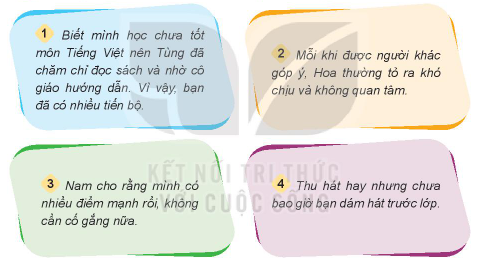 1 Biết mình học chưa tốt
môn Tiếng Việt nên Tùng đã
chăm chỉ đọc sách và nhờ cô
giáo hướng dẫn. Vì vậy, bạn
đã có nhiều tiến bộ.
2 Mỗi khi được người khác
góp ý, Hoa thường tỏ ra khó
chịu và không quan tâm.
3 Nam cho rằng mình có
nhiều điểm mạnh rồi, không
cần cố gắng nữa.
4 Thu hát hay nhưng chưa
bao giờ bạn dám hát trước lớp.
KẾT NỐI TRI THỨC
VỚI CUỘC SỐNG